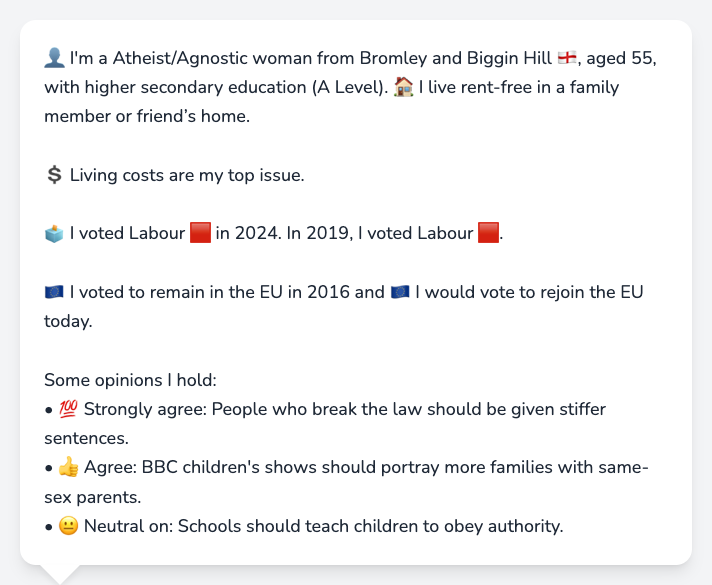 👤 I'm a Atheist/Agnostic woman from Bromley and Biggin Hill 🏴󠁧󠁢󠁥󠁮󠁧󠁿, aged 55,
with higher secondary education (A Level). 🏠 I live rent-free in a family
member or friend’s home.
💲 Living costs are my top issue.
🗳️ I voted Labour 🟥 in 2024. In 2019, I voted Labour 🟥.
🇪🇺 I voted to remain in the EU in 2016 and 🇪🇺 I would vote to rejoin the EU
today.
Some opinions I hold:
• 💯 Strongly agree: People who break the law should be given stiffer
sentences.
• 👍 Agree: BBC children's shows should portray more families with same-
sex parents.
• 😐 Neutral on: Schools should teach children to obey authority.